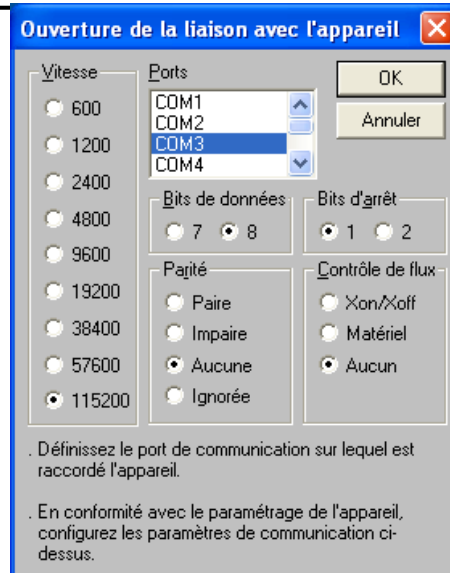 Ouverture de la liaison avec l'appareil
Vitesse
600
1200
2400
4800
9600
19200
38400
57600
115200
Ports
COM1
COM2
COM3
COM4
OK
Annuler
Bits de données
7 8
Bits d'arrêt
1 2
Parité
Paire
Impaire
Aucune
Ignorée
Contrôle de flux
Xon/Xoff
Matériel
Aucun
. Définissez le port de communication sur lequel est
raccordé l'appareil.
. En conformité avec le paramétrage de l'appareil,
configurez les paramètres de communication ci-
dessus.